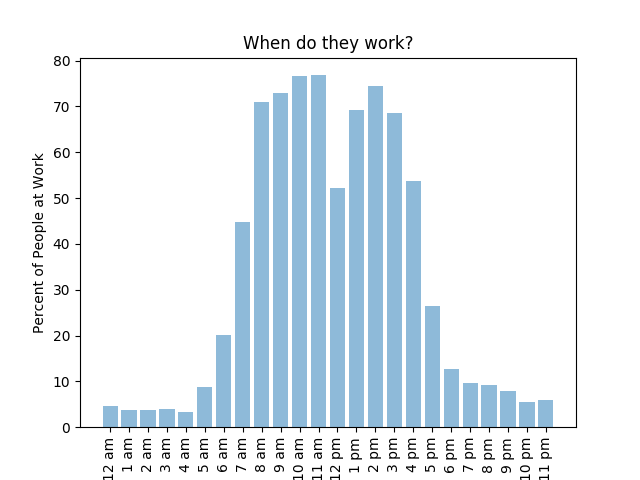 When do they work?
Percent of People at Work
80
70
60
50
40
30
20
10
0
12 am
1 am
2 am
3 am
4 am
5 am
6 am
7 am
8 am
9 am
10 am
11 am
12 pm
1 pm
2 pm
3 pm
4 pm
5 pm
6 pm
7 pm
8 pm
9 pm
10 pm
11 pm